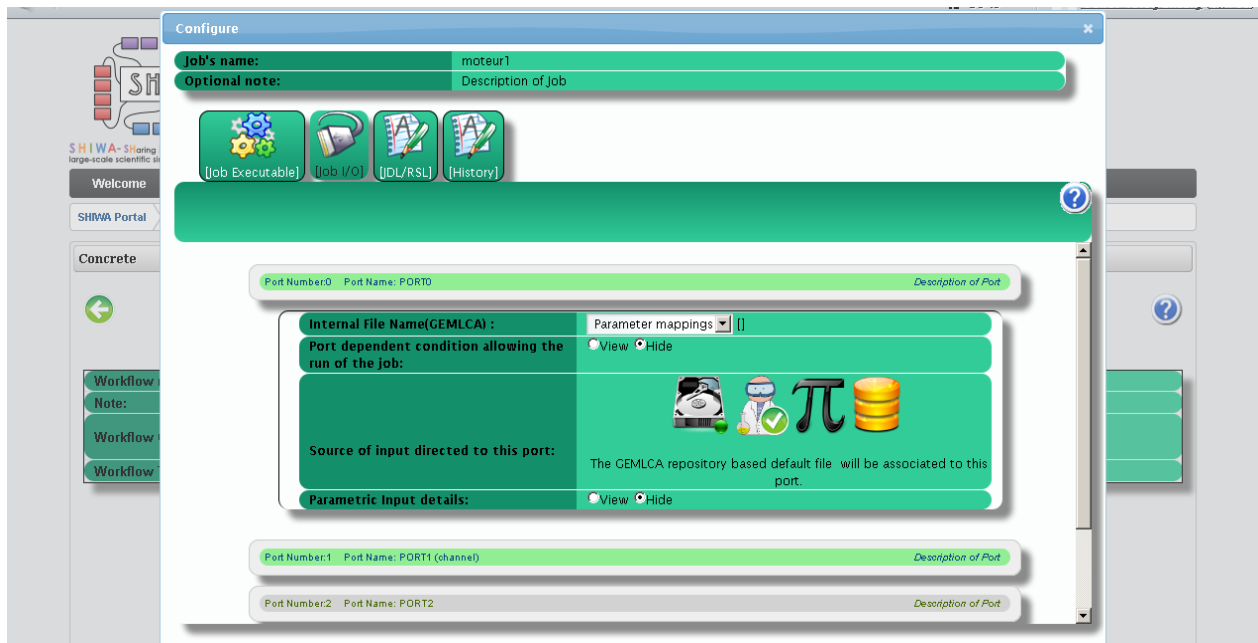 Configure
Job's name: moteur1
Optional note: Description of Job
SH
SHIWA- SHaring
large-scale scientific
[Job Executable] [Job I/O] [JDL/RSL] [History]
Welcome
SHIWA Portal
Concrete
Port Number:0 Port Name: PORT0 Description of Port
Internal File Name(GEMLCA) : Parameter mappings []
Port dependent condition allowing the
run of the job:
View Hide
Workflow
Note:
Workflow
Source of input directed to this port:
The GEMLCA repository based default file will be associated to this
port.
Workflow
Parametric Input details: View Hide
Port Number:1 Port Name: PORT1 (channel) Description of Port
Port Number:2 Port Name: PORT2 Description of Port